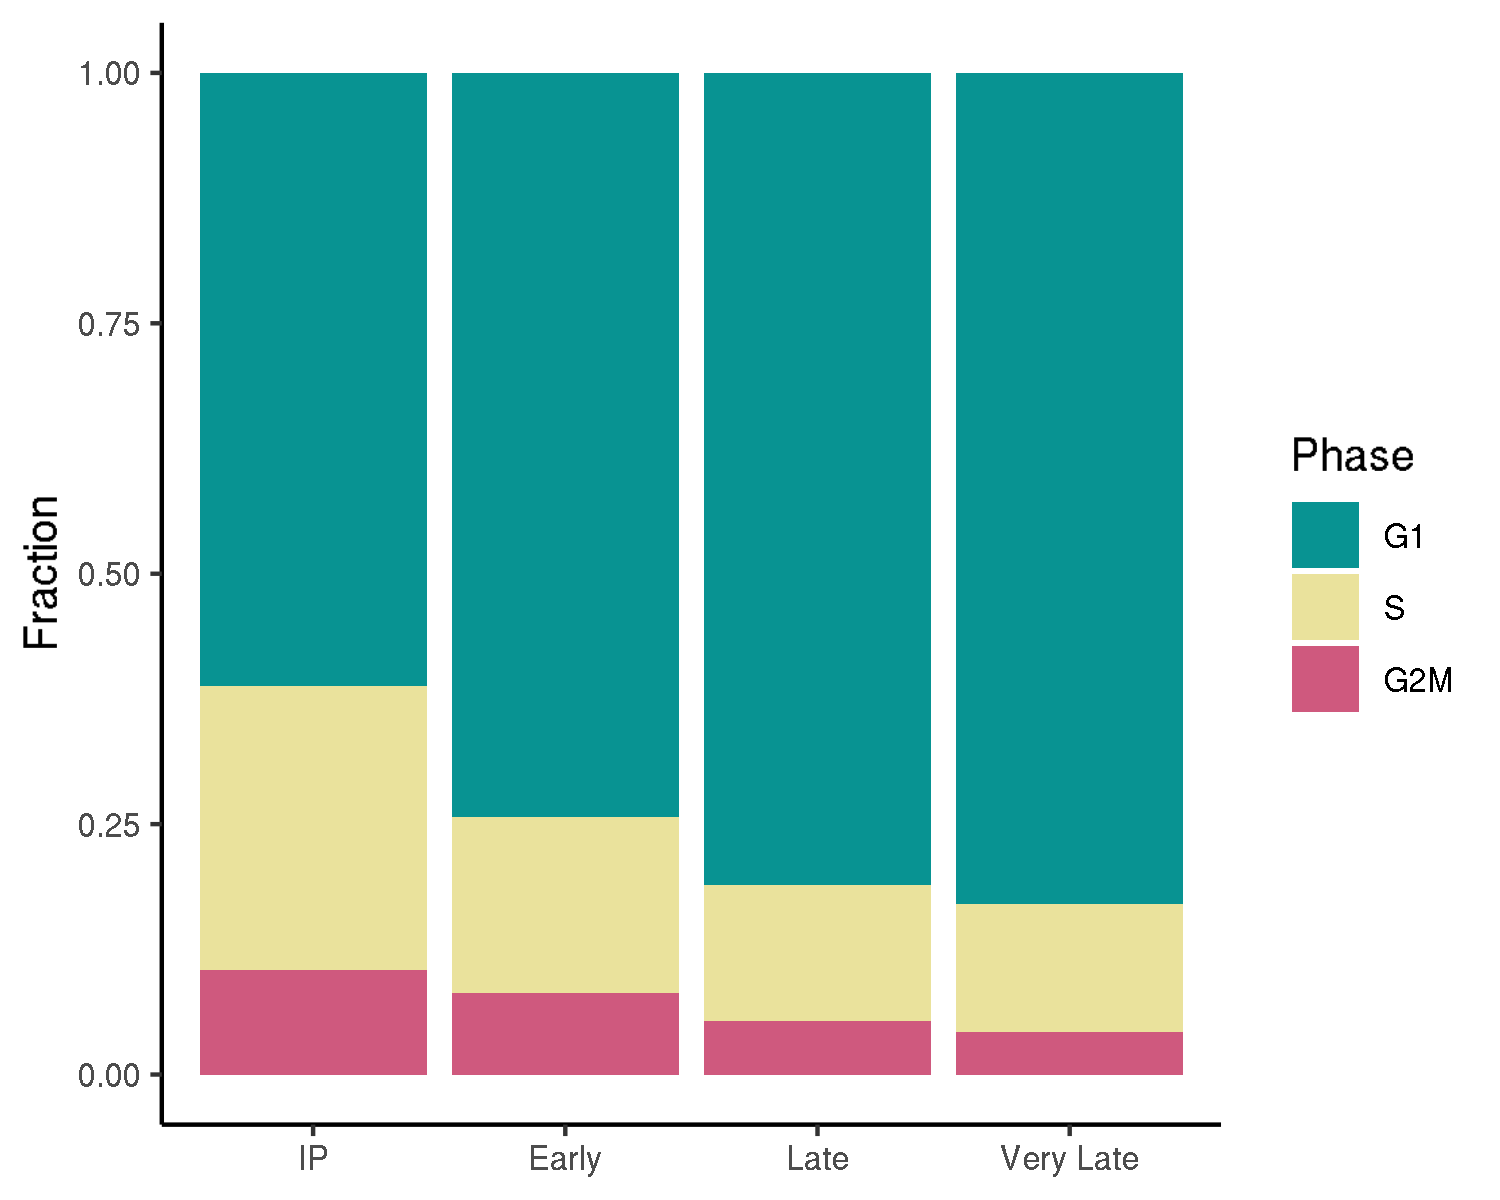 1.00
0.75
0.50
0.25
0.00
Fraction
IP
Early
Late
Very Late
Phase
G1
S
G2M